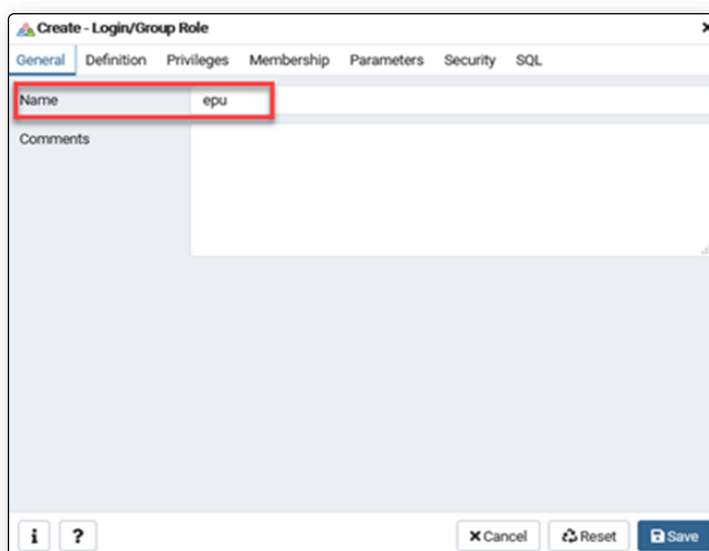 Create - Login/Group Role
General Definition Privileges Membership Parameters Security SQL
Name epu
Comments
i ? Cancel Reset Save